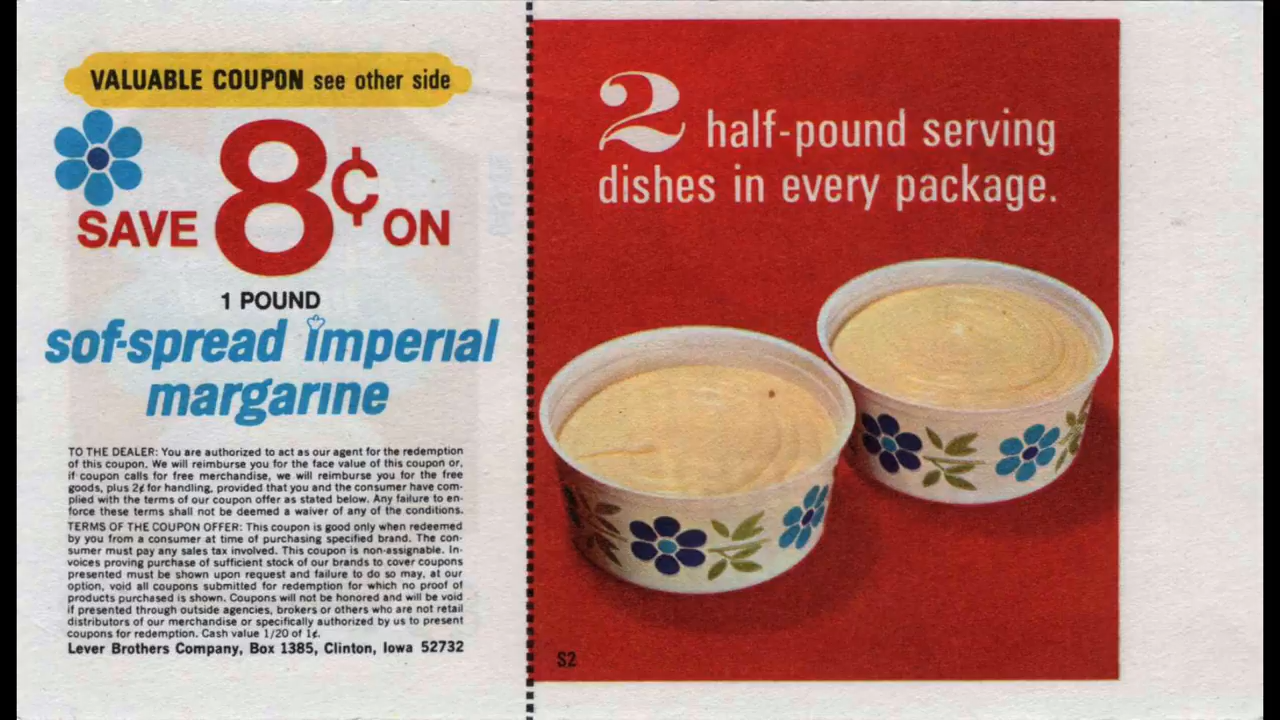 VALUABLE COUPON see other side
SAVE 8¢ ON
1 POUND
sof-spread imperial
margarine
TO THE DEALER: You are authorized to act as our agent for the redemption
of this coupon. We will reimburse you for the face value of this coupon or,
if coupon calls for free merchandise, we will reimburse you for the free
goods, plus 2¢ for handling, provided that you and the consumer have com-
plied with the terms of our coupon offer as stated below. Any failure to en-
force these terms shall not be deemed a waiver of any of the conditions.
TERMS OF THE COUPON OFFER: This coupon is good only when redeemed
by you from a consumer at time of purchasing specified brand. The con-
sumer must pay any sales tax involved. This coupon is non-assignable. In-
voices proving purchase of sufficient stock of our brands to cover coupons
presented must be shown upon request and failure to do so may, at our
option, void all coupons submitted for redemption for which no proof of
products purchased is shown. Coupons will not be honored and will be void
if presented through outside agencies, brokers or others who are not retail
distributors of our merchandise or specifically authorized by us to present
coupons for redemption. Cash value 1/20 of 1¢.
Lever Brothers Company, Box 1385, Clinton, Iowa 52732
2 half-pound serving
dishes in every package.
S2